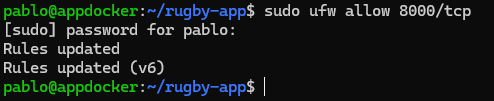 pablo@appdocker:~/rugby-app$ sudo ufw allow 8000/tcp
[sudo] password for pablo:
Rules updated
Rules updated (v6)
pablo@appdocker:~/rugby-app$